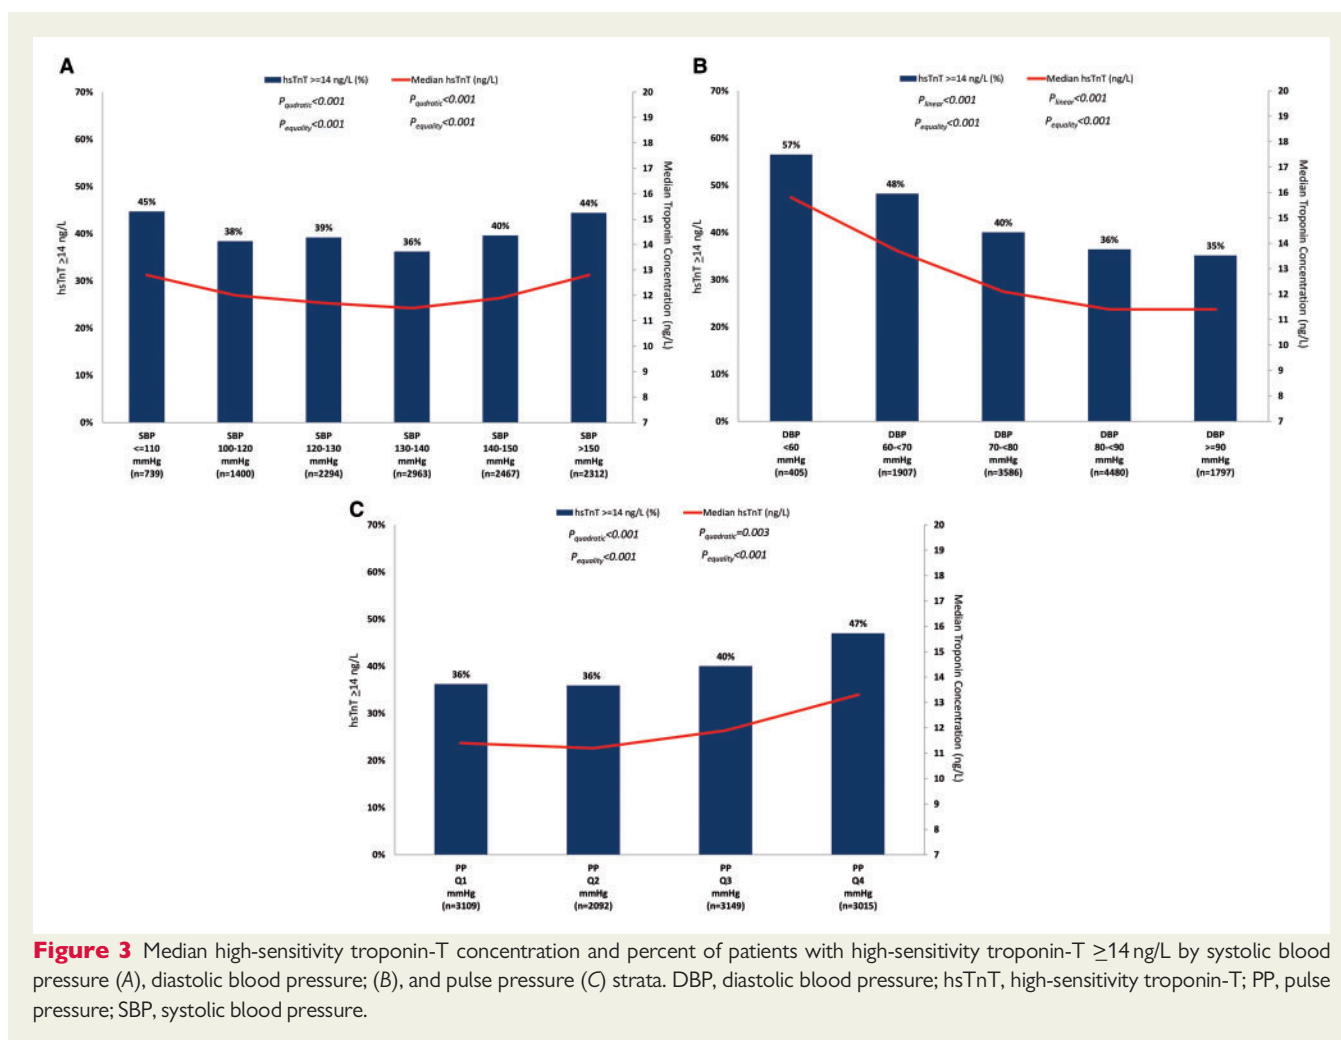 A
hsTnT >=14 ng/L (%) Median hsTnT (ng/L)
Pqudratic<0.001 Pqudratic<0.001
Pequality<0.001 Pequality<0.001
70%
60%
50%
40%
30%
20%
10%
0%
hsTnT ≥14 ng/L
45%
38%
39%
36%
40%
44%
20
19
18
17
16
15
14
13
12
11
10
9
8
7
Median Troponin Concentration (ng/L)
SBP SBP SBP SBP SBP SBP
<=110 100-120 120-130 130-140 140-150 >150
mmHg mmHg mmHg mmHg mmHg mmHg
(n=739) (n=1400) (n=2294) (n=2963) (n=2467) (n=2312)
B
hsTnT >=14 ng/L (%) Median hsTnT (ng/L)
Plinear<0.001 Plinear<0.001
Pequality<0.001 Pequality<0.001
70%
60%
50%
40%
30%
20%
10%
0%
hsTnT ≥14 ng/L
57%
48%
40%
36%
35%
20
19
18
17
16
15
14
13
12
11
10
9
8
7
Median Troponin Concentration (ng/L)
DBP DBP DBP DBP DBP
<60 60-<70 70-<80 80-<90 >=90
mmHg mmHg mmHg mmHg mmHg
(n=405) (n=1907) (n=3586) (n=4480) (n=1797)
C
hsTnT >=14 ng/L (%) Median hsTnT (ng/L)
Pquadratic<0.001 Pquadratic=0.003
Pequality<0.001 Pequality<0.001
70%
60%
50%
40%
30%
20%
10%
0%
hsTnT ≥14 ng/L
36%
36%
40%
47%
20
19
18
17
16
15
14
13
12
11
10
9
8
7
Median Troponin Concentration (ng/L)
PP PP PP PP
Q1 Q2 Q3 Q4
mmHg mmHg mmHg mmHg
(n=3109) (n=2092) (n=3149) (n=3015)
Figure 3 Median high-sensitivity troponin-T concentration and percent of patients with high-sensitivity troponin-T ≥14 ng/L by systolic blood
pressure (A), diastolic blood pressure; (B), and pulse pressure (C) strata. DBP, diastolic blood pressure; hsTnT, high-sensitivity troponin-T; PP, pulse
pressure; SBP, systolic blood pressure.